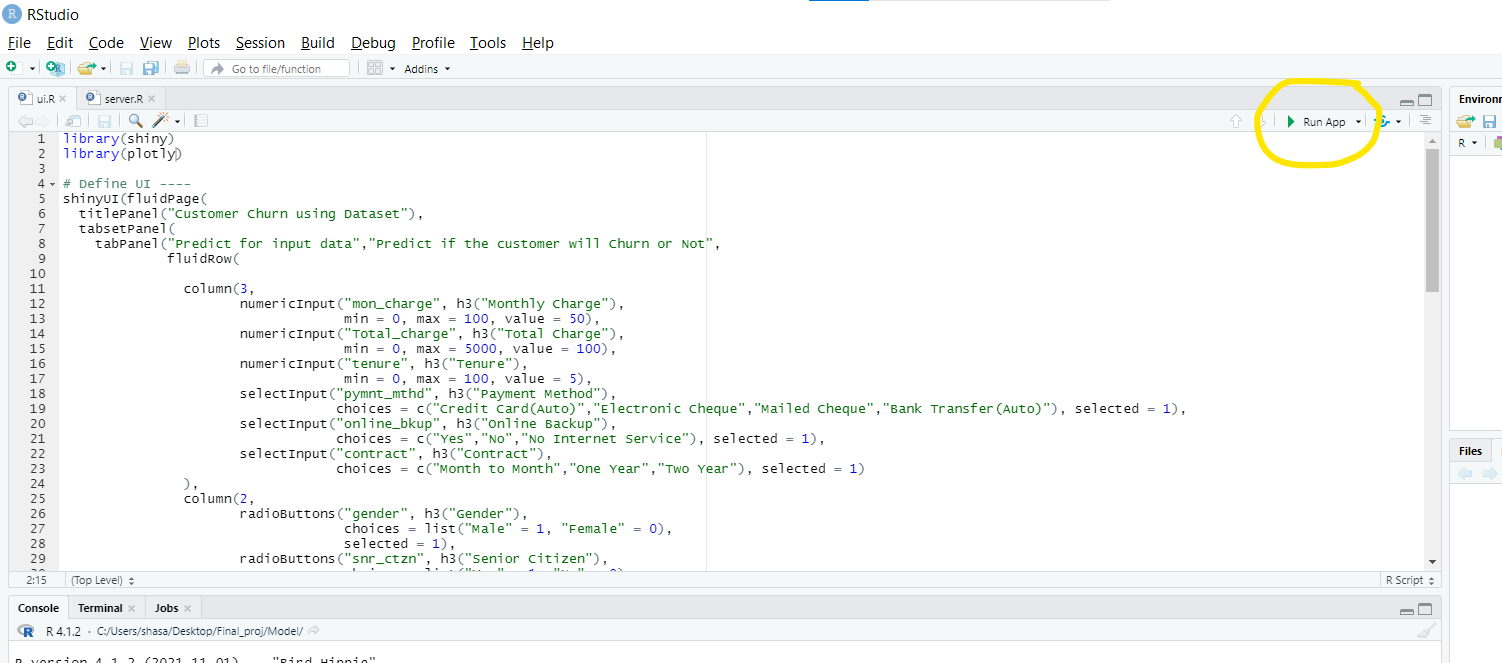 RStudio
File Edit Code View Plots Session Build Debug Profile Tools Help
Go to file/function Addins
ui.R server.R
Run App
1 library(shiny)
2 library(plotly)
3
4 # Define UI ----
5 shinyUI(fluidPage(
6 titlePanel("Customer Churn using Dataset"),
7 tabsetPanel(
8 tabPanel("Predict for input data","Predict if the customer will Churn or Not",
9 fluidRow(
10
11 column(3,
12 numericInput("mon_charge", h3("Monthly Charge"),
13 min = 0, max = 100, value = 50),
14 numericInput("Total_charge", h3("Total Charge"),
15 min = 0, max = 5000, value = 100),
16 numericInput("tenure", h3("Tenure"),
17 min = 0, max = 100, value = 5),
18 selectInput("pymnt_mthd", h3("Payment Method"),
19 choices = c("Credit Card(Auto)","Electronic Cheque","Mailed Cheque","Bank Transfer(Auto)"), selected = 1),
20 selectInput("online_bkup", h3("Online Backup"),
21 choices = c("Yes","No","No Internet Service"), selected = 1),
22 selectInput("contract", h3("Contract"),
23 choices = c("Month to Month","One Year","Two Year"), selected = 1)
24 ),
25 column(2,
26 radioButtons("gender", h3("Gender"),
27 choices = list("Male" = 1, "Female" = 0),
28 selected = 1),
29 radioButtons("snr_ctzn", h3("Senior Citizen"),
2:15 (Top Level) R Script
Console Terminal Jobs
R 4.1.2 · C:/Users/shasa/Desktop/Final_proj/Model/
R version 4.1.2 (2021-11-01) -- "Bird Hippie"
Environn
R
Files